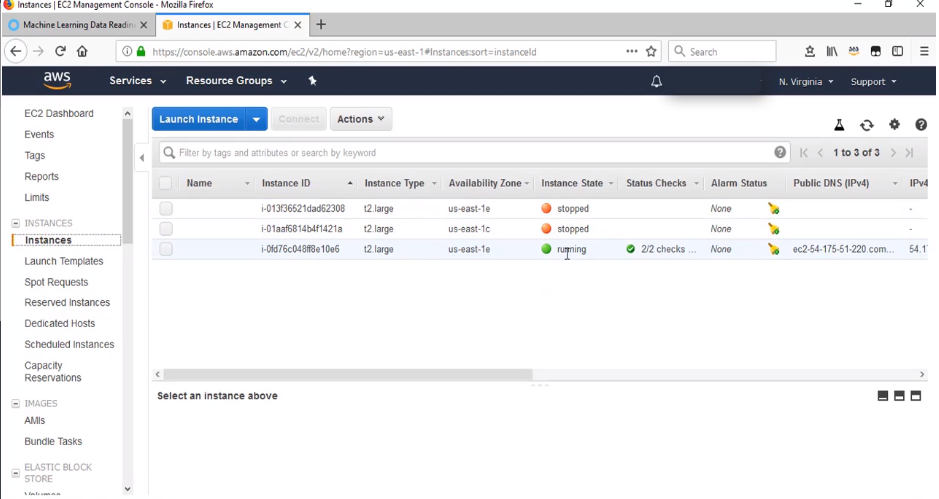 Instances | EC2 Management Console - Mozilla Firefox
Machine Learning Data Readin
Instances | EC2 Management C
https://console.aws.amazon.com/ec2/v2/home?region=us-east-1#Instances:sort=instanceId
Search
aws
Services
Resource Groups
N. Virginia
Support
EC2 Dashboard
Events
Tags
Reports
Limits
INSTANCES
Instances
Launch Templates
Spot Requests
Reserved Instances
Dedicated Hosts
Scheduled Instances
Capacity
Reservations
IMAGES
AMIs
Bundle Tasks
ELASTIC BLOCK
STORE
Volumes
Launch Instance
Connect
Actions
Filter by tags and attributes or search by keyword
1 to 3 of 3
Name Instance ID Instance Type Availability Zone Instance State Status Checks Alarm Status Public DNS (IPv4) IPv4
i-013f36521dad62308 t2.large us-east-1e stopped None -
i-01aaf6814b4f1421a t2.large us-east-1c stopped None -
i-0fd76c048ff8e10e6 t2.large us-east-1e running 2/2 checks ... None ec2-54-175-51-220.com... 54.1
Select an instance above